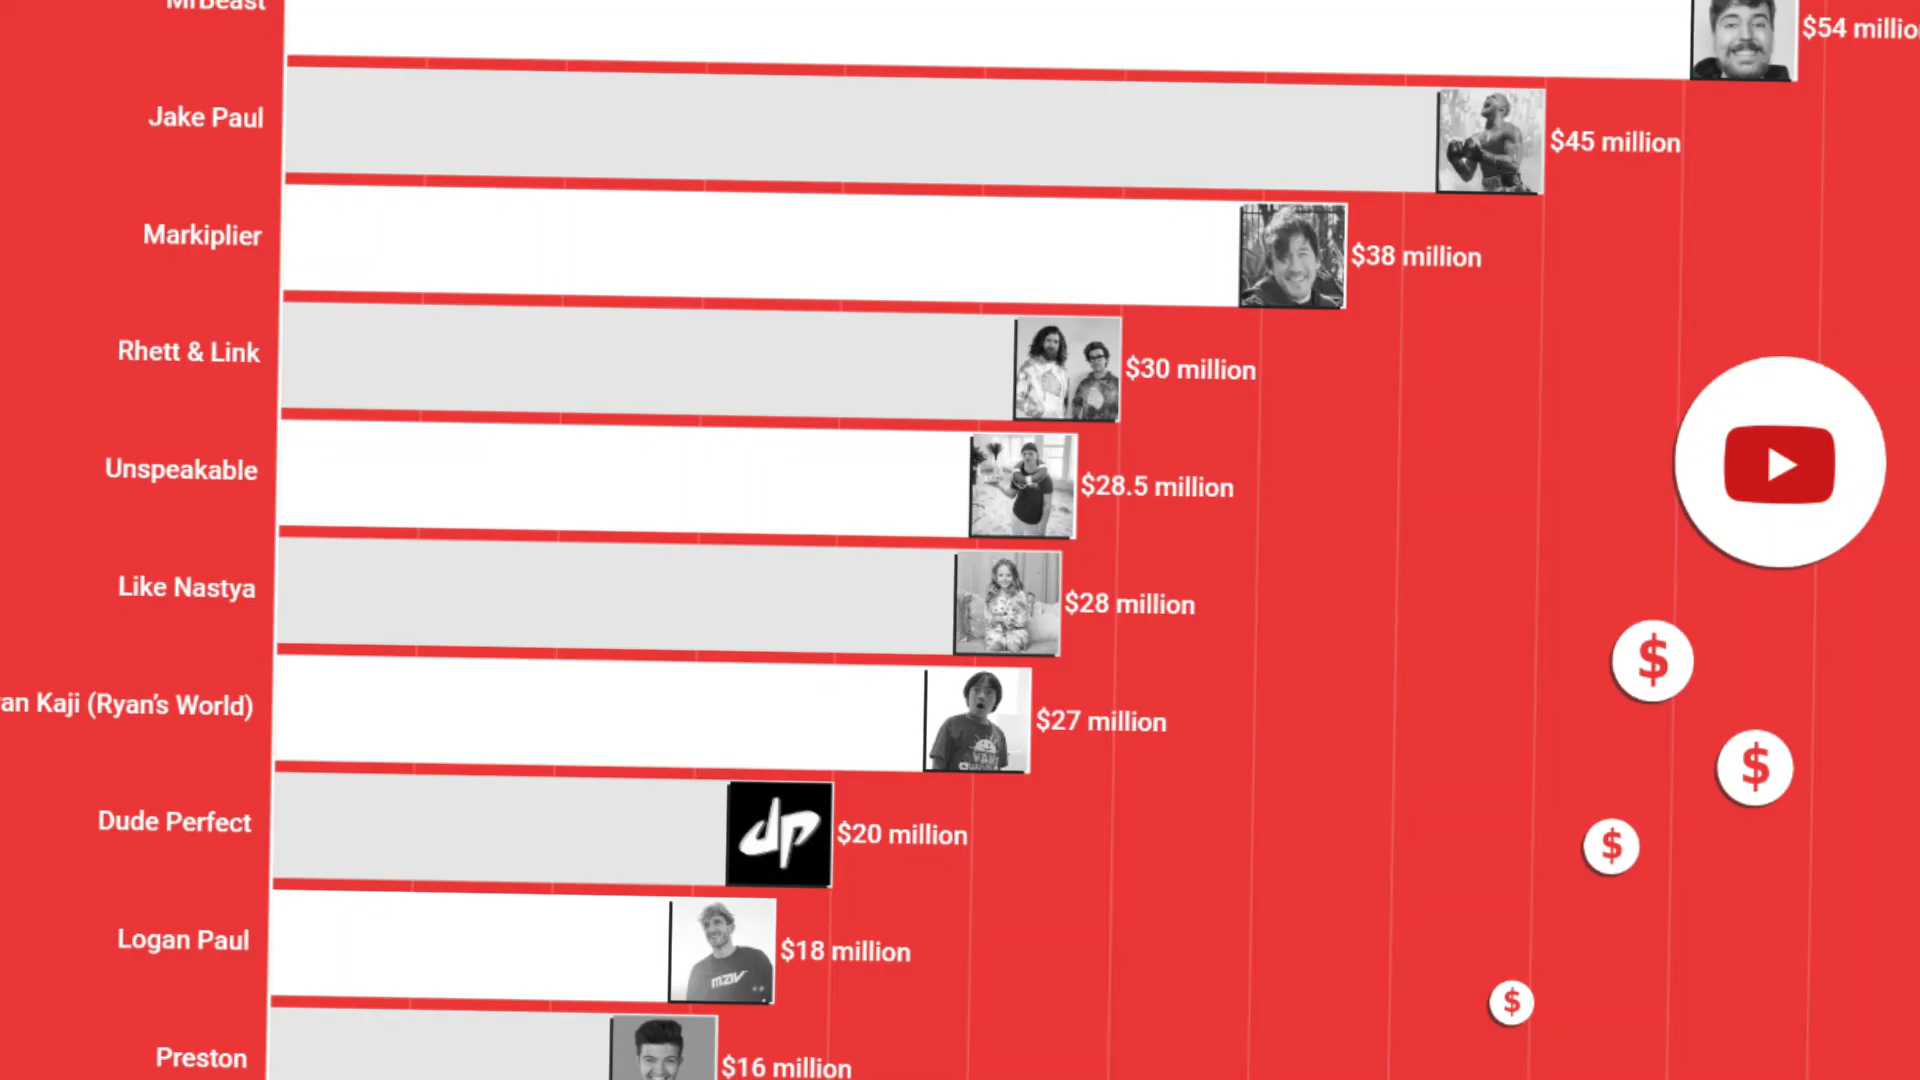 MrBeast
$54 millio
Jake Paul
$45 million
Markiplier
$38 million
Rhett & Link
$30 million
Unspeakable
$28.5 million
Like Nastya
$28 million
an Kaji (Ryan's World)
$27 million
Dude Perfect
dp
$20 million
Logan Paul
$18 million
Preston
$16 million
$
$
$
$